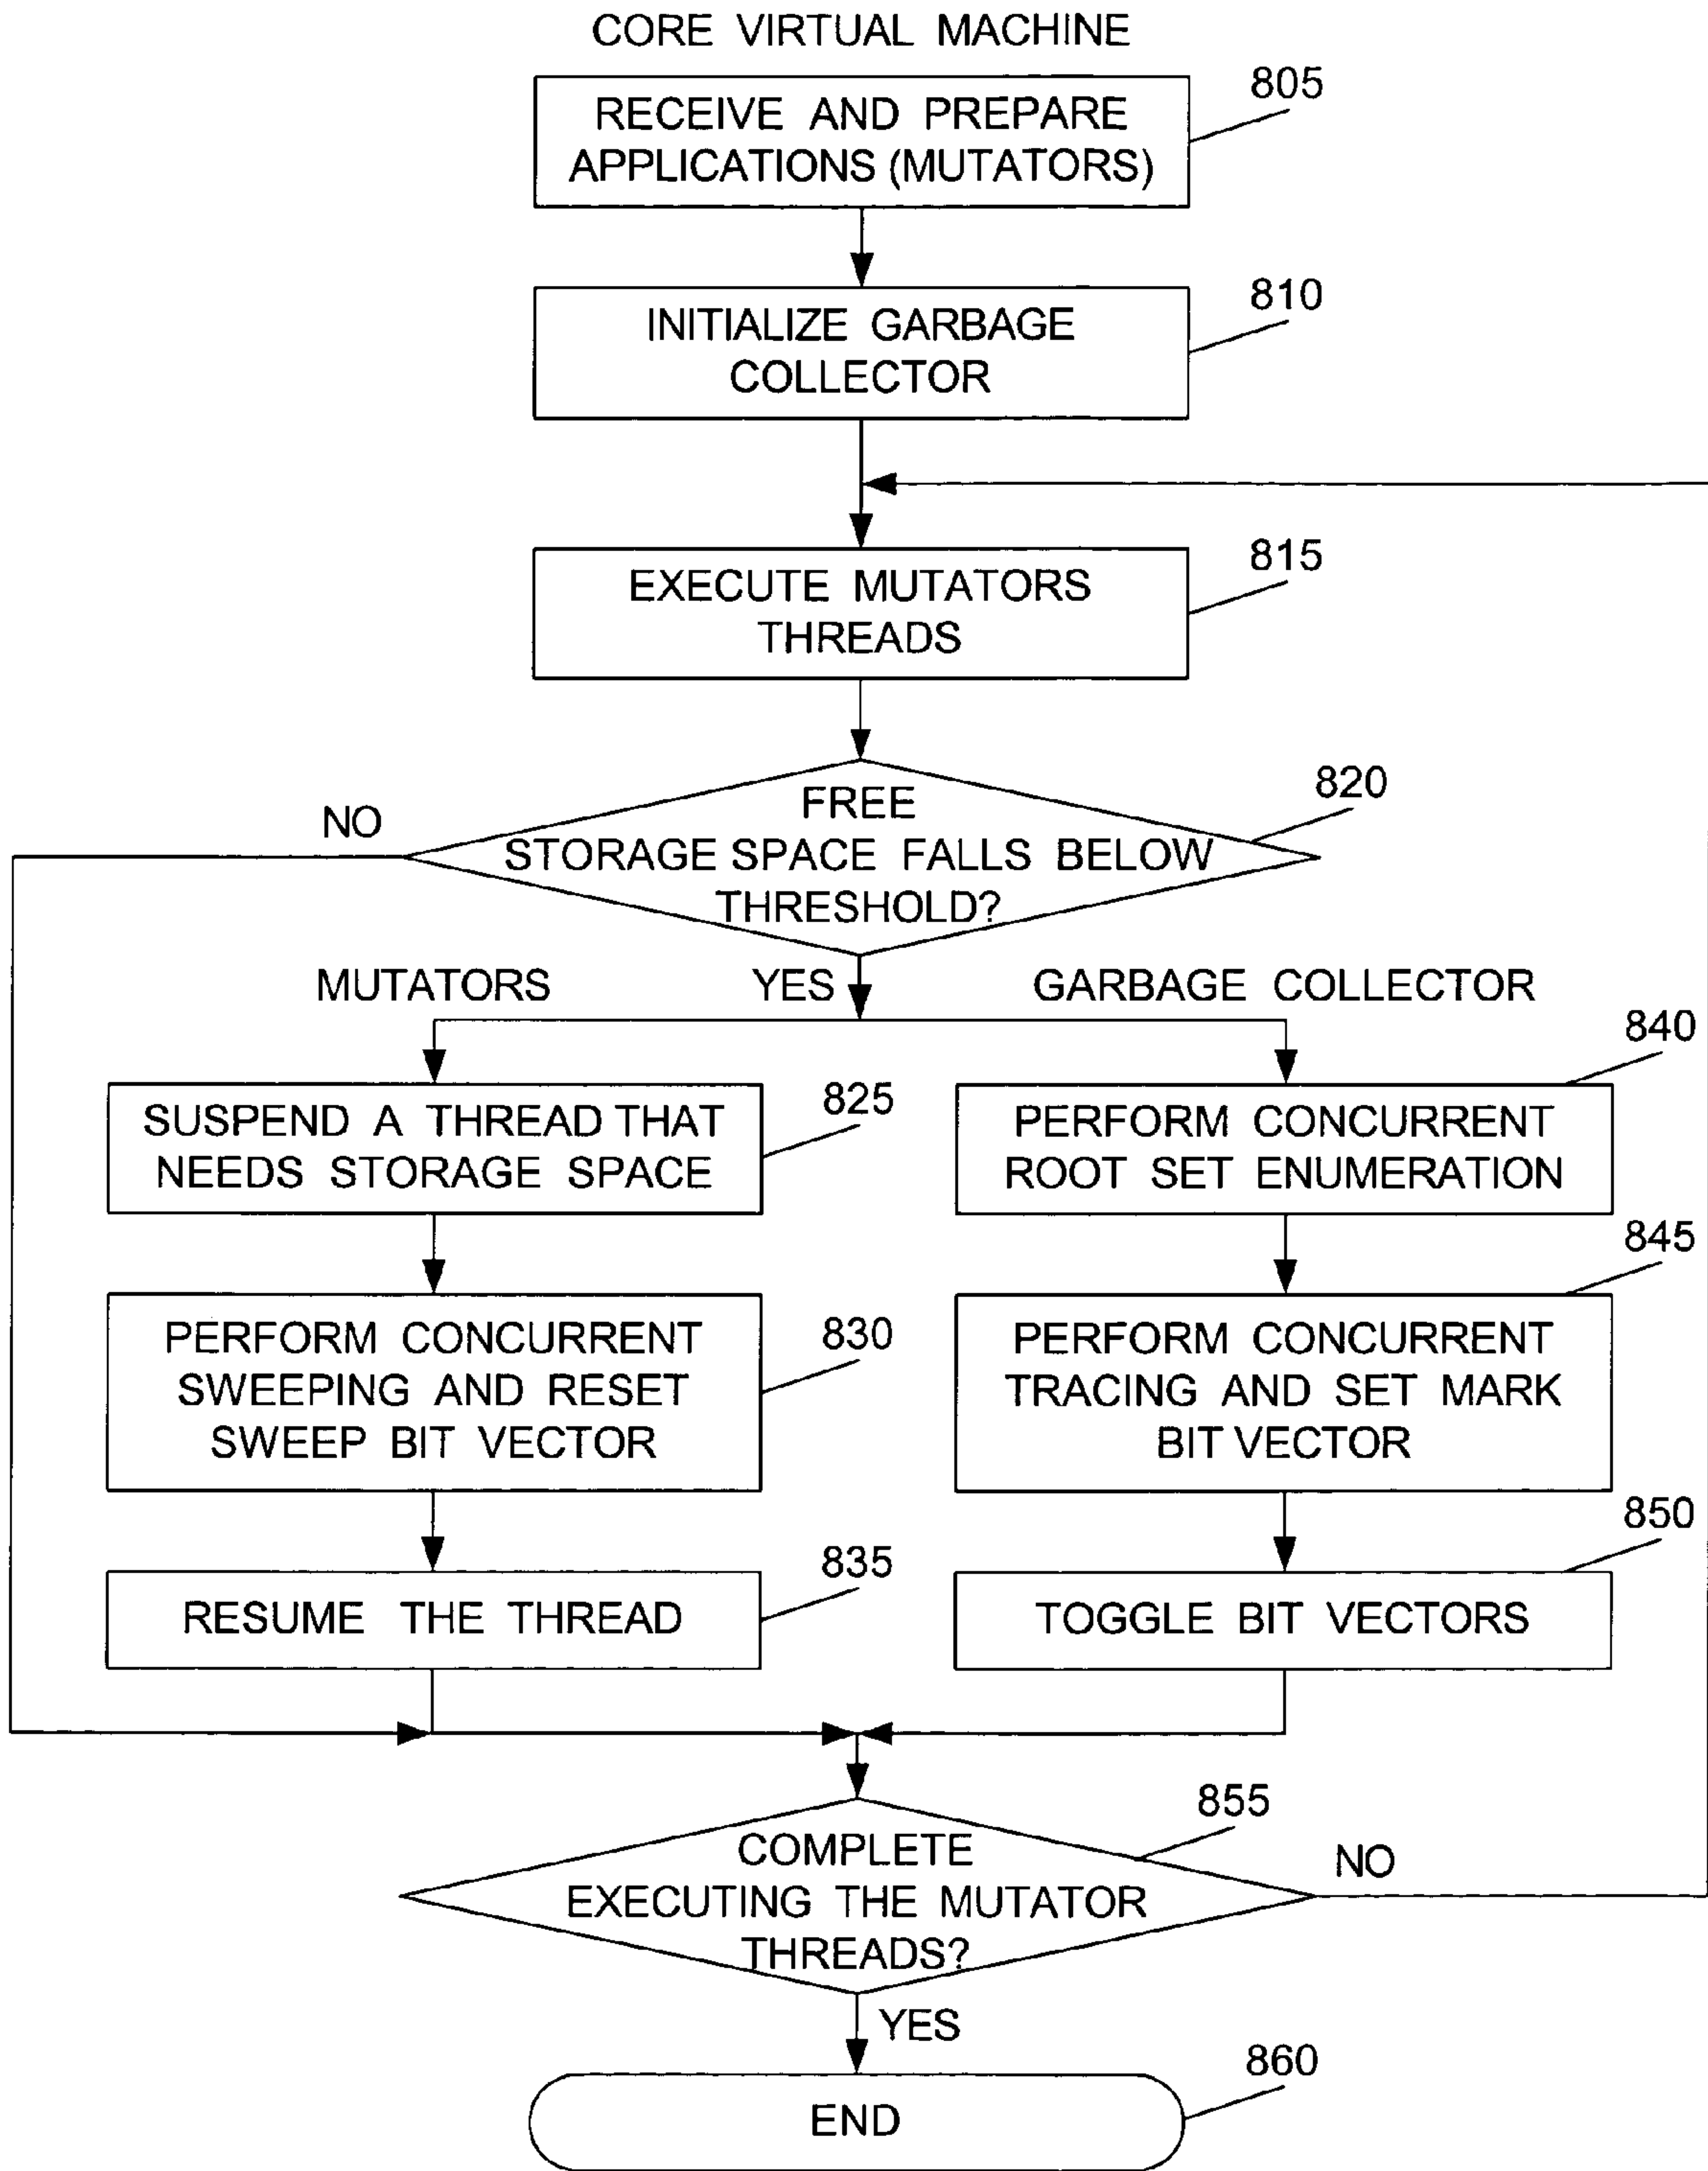 CORE VIRTUAL MACHINE
805
RECEIVE AND PREPARE
APPLICATIONS (MUTATORS)
810
INITIALIZE GARBAGE
COLLECTOR
815
EXECUTE MUTATORS
THREADS
820
FREE
STORAGE SPACE FALLS BELOW
THRESHOLD?
NO
YES
MUTATORS
825
SUSPEND A THREAD THAT
NEEDS STORAGE SPACE
830
PERFORM CONCURRENT
SWEEPING AND RESET
SWEEP BIT VECTOR
835
RESUME THE THREAD
GARBAGE COLLECTOR
840
PERFORM CONCURRENT
ROOT SET ENUMERATION
845
PERFORM CONCURRENT
TRACING AND SET MARK
BIT VECTOR
850
TOGGLE BIT VECTORS
855
COMPLETE
EXECUTING THE MUTATOR
THREADS?
NO
YES
860
END